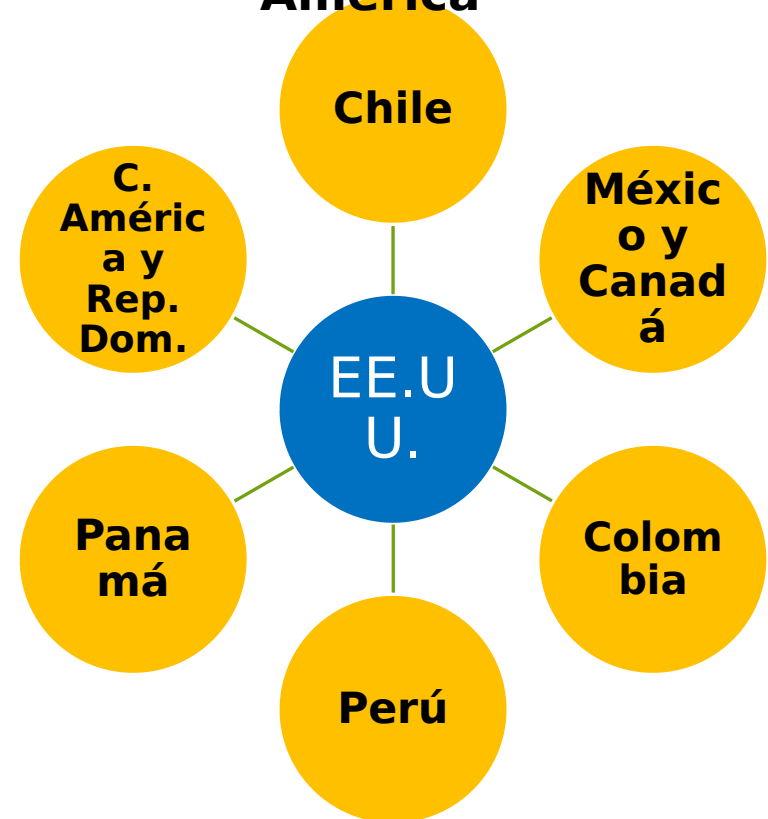 América
Chile
C.
Améric
a y
Rep.
Dom.
Méxic
o y
Canad
á
EE.U
U.
Pana
má
Colom
bia
Perú